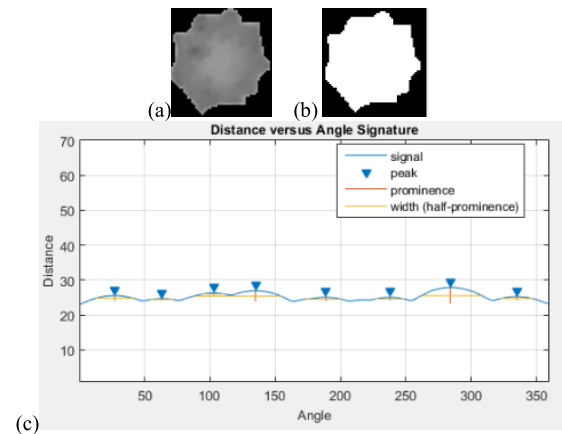 (a)
(b)
Distance versus Angle Signature
70
60
50
40
30
20
10
Distance
signal
peak
prominence
width (half-prominence)
50
100
150
200
250
300
350
Angle
(c)